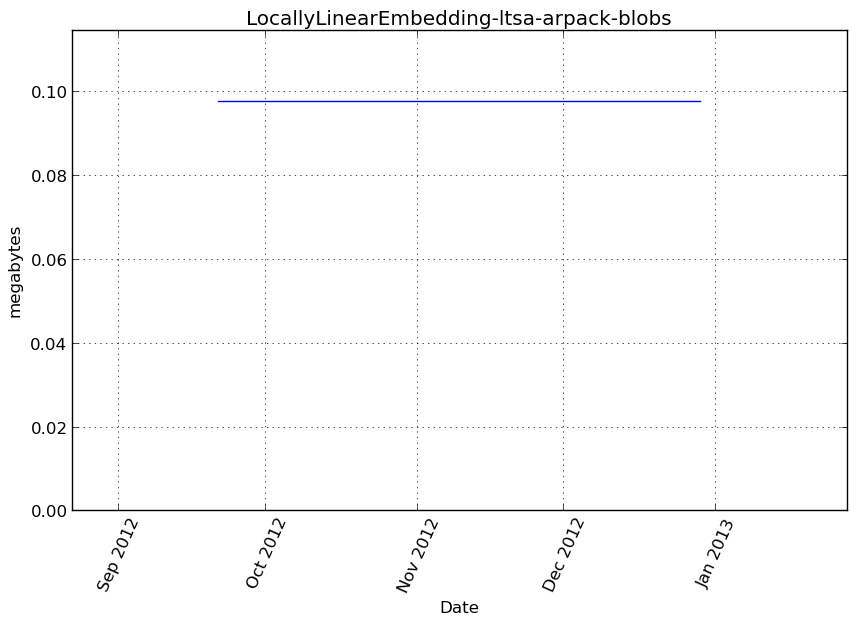 LocallyLinearEmbedding-ltsa-arpack-blobs
0.10
0.08
0.06
0.04
0.02
0.00
megabytes
Sep 2012
Oct 2012
Nov 2012
Dec 2012
Jan 2013
Date